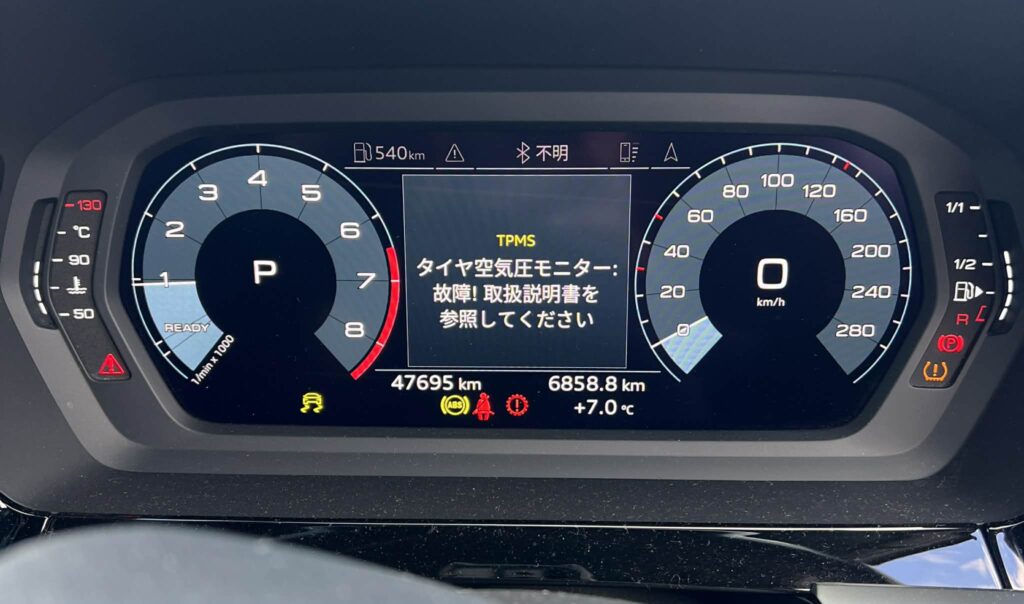 540km
不明
TPMS
タイヤ空気圧モニター:
故障! 取扱説明書を
参照してください
1
2
3
4
5
6
7
8
READY
1/min x 1000
P
0
20
40
60
80
100
120
160
200
240
280
0
km/h
130
°C
90
50
1/1
1/2
R
(P)
47695 km
6858.8 km
ABS
+7.0 °C